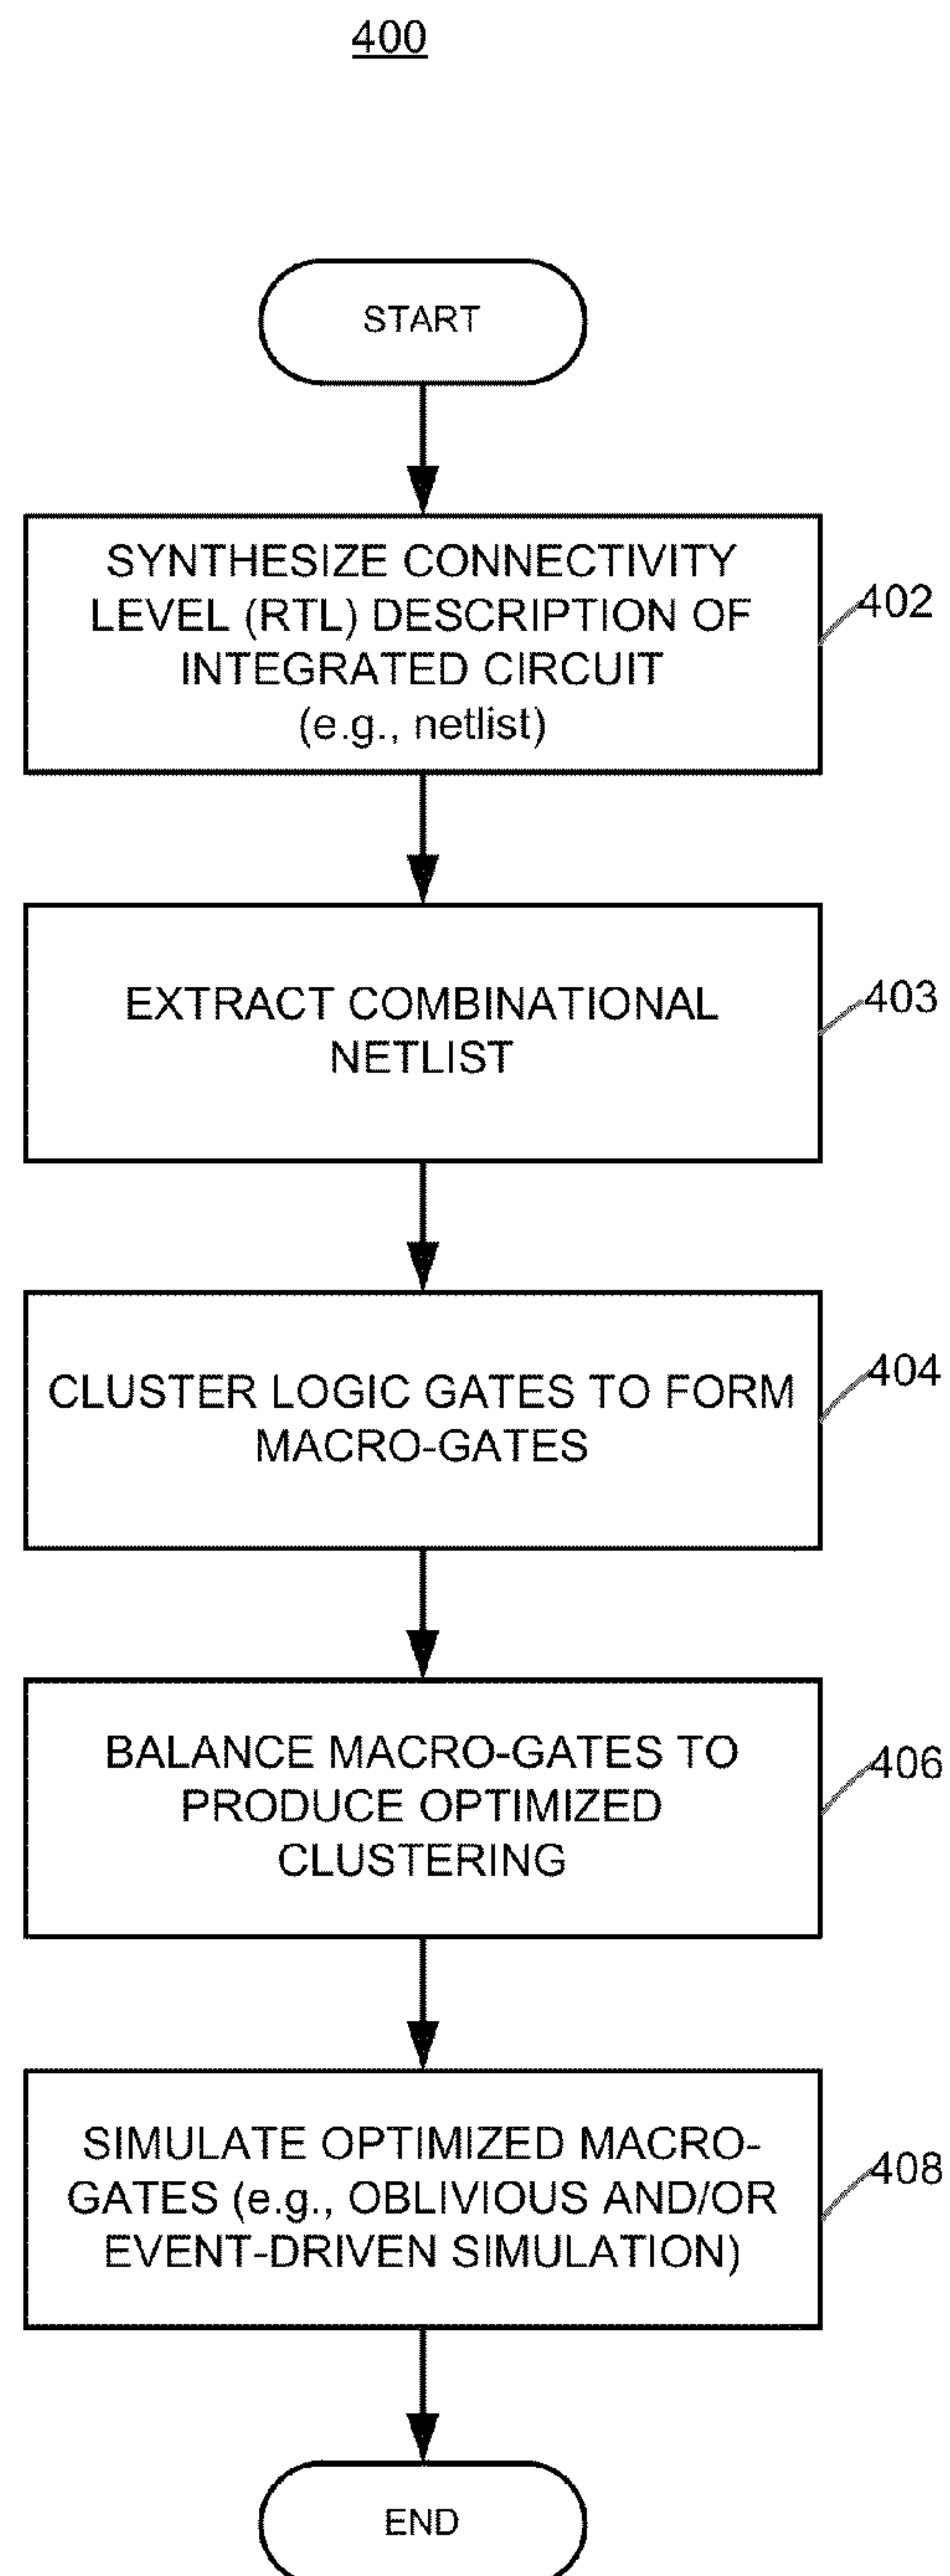 400
START
SYNTHESIZE CONNECTIVITY
LEVEL (RTL) DESCRIPTION OF
INTEGRATED CIRCUIT
(e.g., netlist)
402
EXTRACT COMBINATIONAL
NETLIST
403
CLUSTER LOGIC GATES TO FORM
MACRO-GATES
404
BALANCE MACRO-GATES TO
PRODUCE OPTIMIZED
CLUSTERING
406
SIMULATE OPTIMIZED MACRO-
GATES (e.g., OBLIVIOUS AND/OR
EVENT-DRIVEN SIMULATION)
408
END